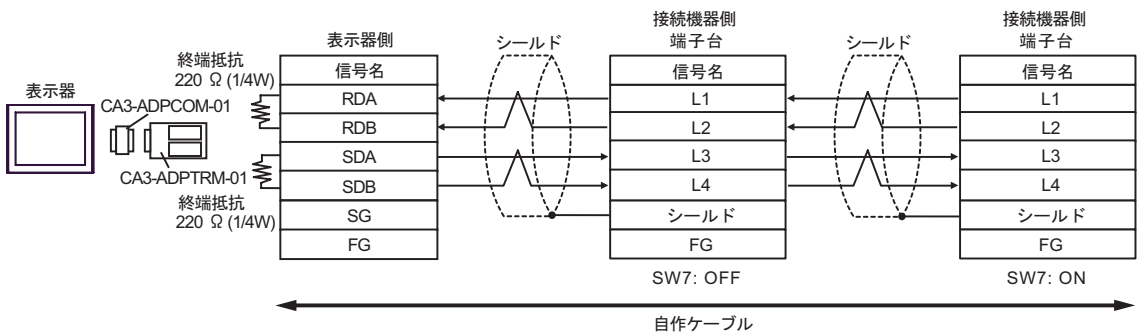 表示器
CA3-ADPCOM-01
CA3-ADPTRM-01
終端抵抗
220 Ω (1/4W)
終端抵抗
220 Ω (1/4W)
表示器側
信号名
RDA
RDB
SDA
SDB
SG
FG
シールド
接続機器側
端子台
信号名
L1
L2
L3
L4
シールド
FG
SW7: OFF
シールド
接続機器側
端子台
信号名
L1
L2
L3
L4
シールド
FG
SW7: ON
自作ケーブル